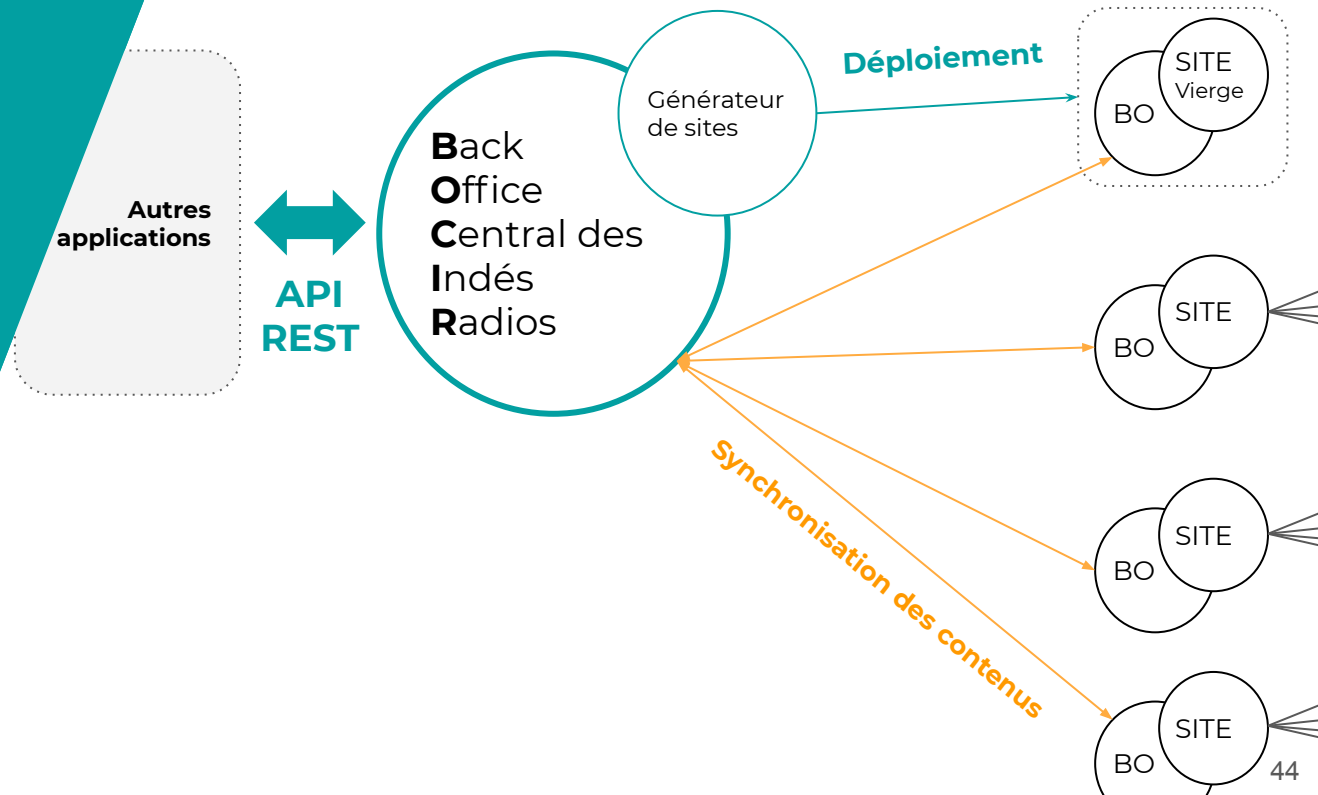 Autres
applications
API
REST
Back
Office
Central des
Indés
Radios
Générateur
de sites
Déploiement
SITE
Vierge
BO
SITE
BO
SITE
BO
Synchronisation des contenus
SITE
BO
44